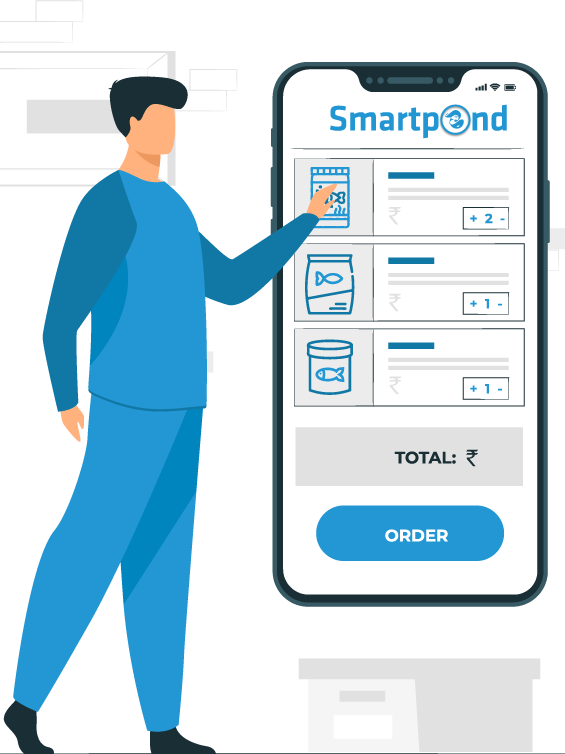 Smartpond
₹
+ 2 -
₹
+ 1 -
₹
+ 1 -
TOTAL: ₹
ORDER